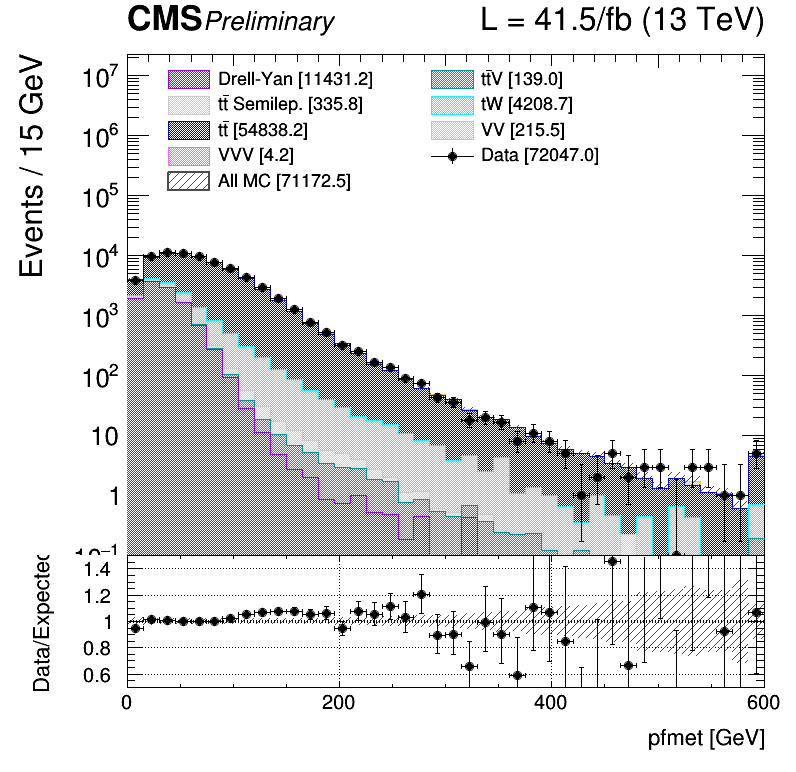 CMS Preliminary L = 41.5/fb (13 TeV)
Events / 15 GeV
10⁷
10⁶
10⁵
10⁴
10³
10²
10
1
10⁻¹
Drell-Yan [11431.2]
tt̄ Semilep. [335.8]
tt̄ [54838.2]
VVV [4.2]
All MC [71172.5]
tt̄V [139.0]
tW [4208.7]
VV [215.5]
Data [72047.0]
Data/Expected
1.4
1.2
1
0.8
0.6
0 200 400 600
pfmet [GeV]